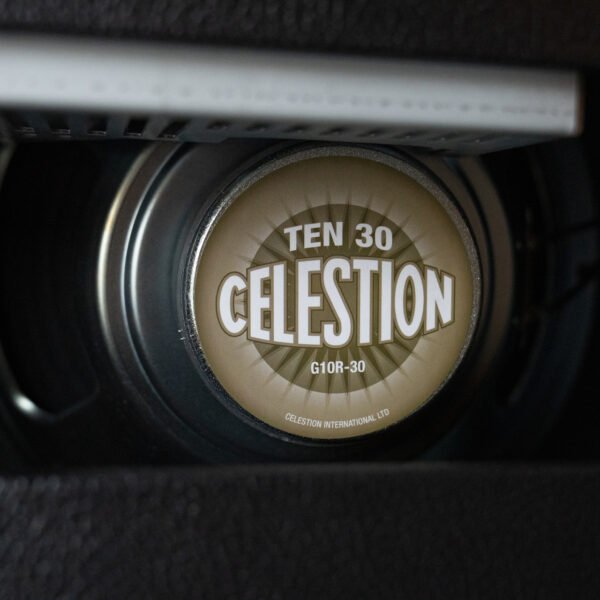 TEN 30
CELESTION
G10R-30
CELESTION INTERNATIONAL LTD